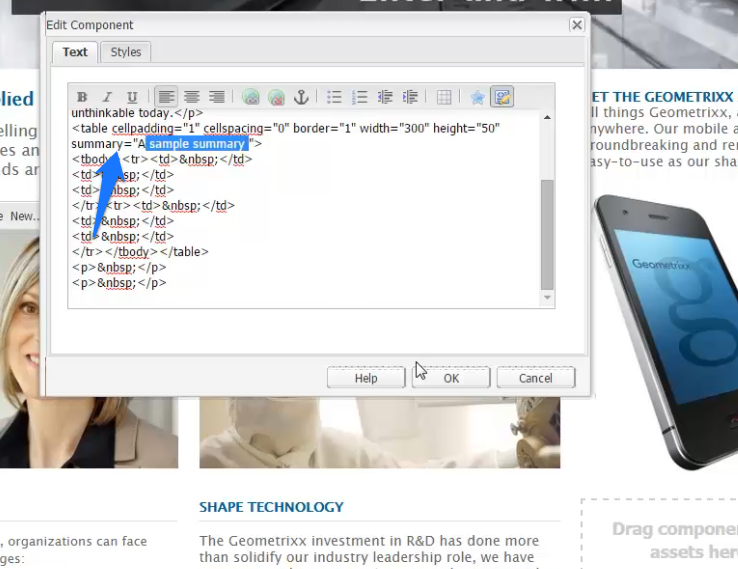 Edit Component
Text
Styles
B I U
unthinkable today.</p>
<table cellpadding="1" cellspacing="0" border="1" width="300" height="50"
summary="A sample summary ">
<tbody <tr><td>&nbsp;</td>
<td &nbsp;</td>
<td &nbsp;</td>
</tr <tr><td>&nbsp;</td>
<td &nbsp;</td>
<td>&nbsp;</td>
</tr></tbody></table>
<p>&nbsp;</p>
<p>&nbsp;</p>
Help
OK
Cancel
lied
elling
es an
ds ar
e New..
ET THE GEOMETRIXX
ll things Geometrixx, a
nywhere. Our mobile a
roundbreaking and re
asy-to-use as our sha
Geometrixx
g
SHAPE TECHNOLOGY
, organizations can face
ges:
The Geometrixx investment in R&D has done more
than solidify our industry leadership role, we have
Drag compone
assets here